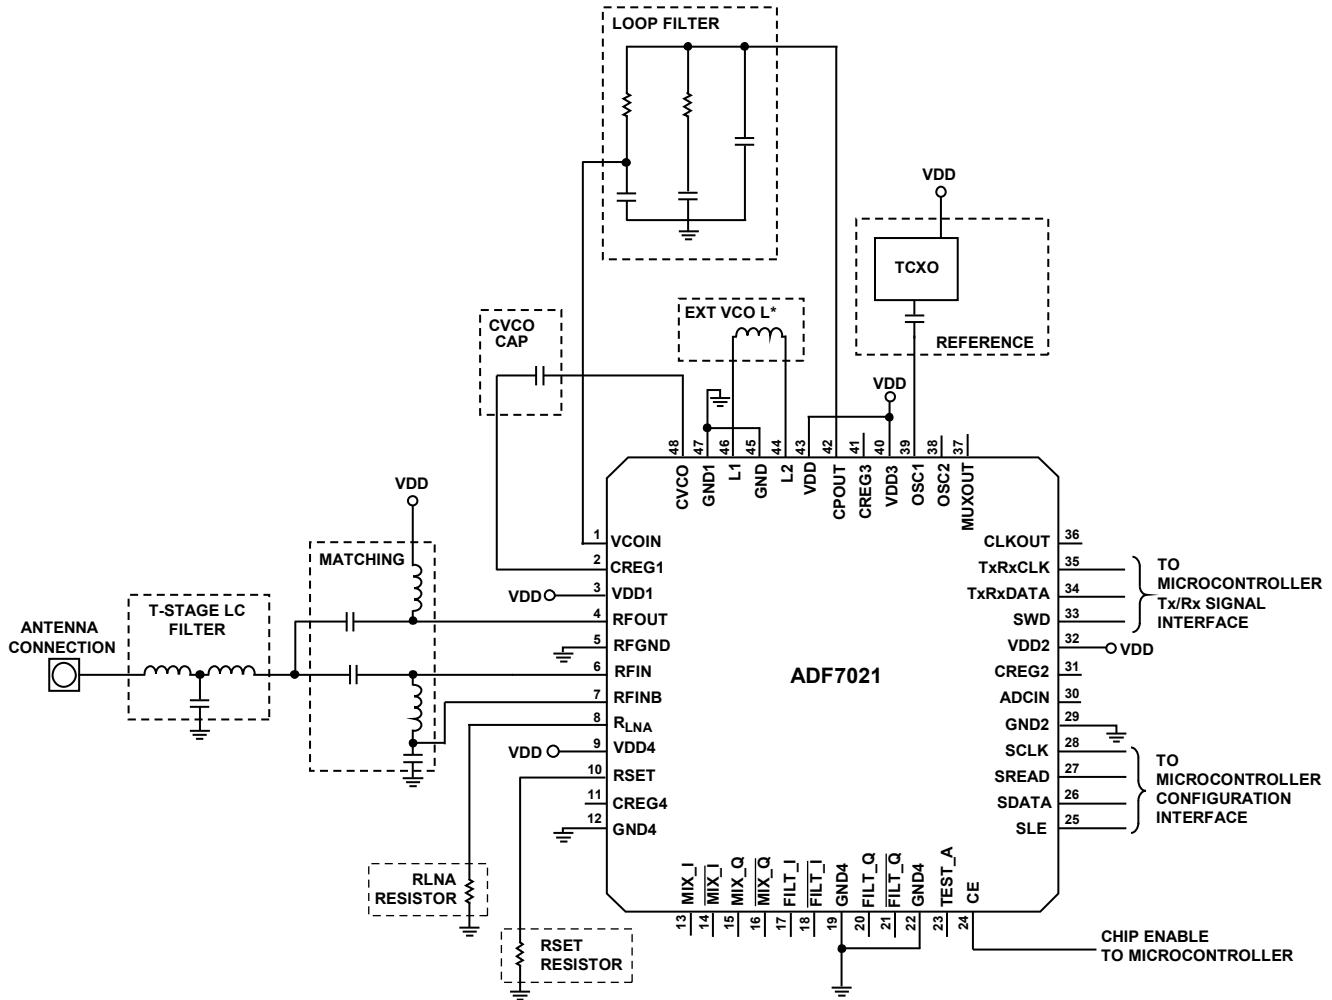 LOOP FILTER
VDD
TCXO
REFERENCE
EXT VCO L*
CVCO
CAP
VDD
48
47
46
45
44
43
42
41
40
39
38
37
CVCO
GND1
L1
GND
L2
VDD
CPOUT
CREG3
VDD3
OSC1
OSC2
MUXOUT
VDD
MATCHING
T-STAGE LC
FILTER
ANTENNA
CONNECTION
1 VCOIN
2 CREG1
VDD 3 VDD1
4 RFOUT
5 RFGND
6 RFIN
7 RFINB
8 RLNA
VDD 9 VDD4
10 RSET
11 CREG4
12 GND4
ADF7021
CLKOUT 36
TxRxCLK 35
TxRxDATA 34
SWD 33
VDD2 32 VDD
CREG2 31
ADCIN 30
GND2 29
SCLK 28
SREAD 27
SDATA 26
SLE 25
TO
MICROCONTROLLER
Tx/Rx SIGNAL
INTERFACE
TO
MICROCONTROLLER
CONFIGURATION
INTERFACE
MIX_I
MIX_I
MIX_Q
MIX_Q
FILT_I
FILT_I
GND4
FILT_Q
FILT_Q
GND4
TEST_A
CE
13
14
15
16
17
18
19
20
21
22
23
24
RLNA
RESISTOR
RSET
RESISTOR
CHIP ENABLE
TO MICROCONTROLLER